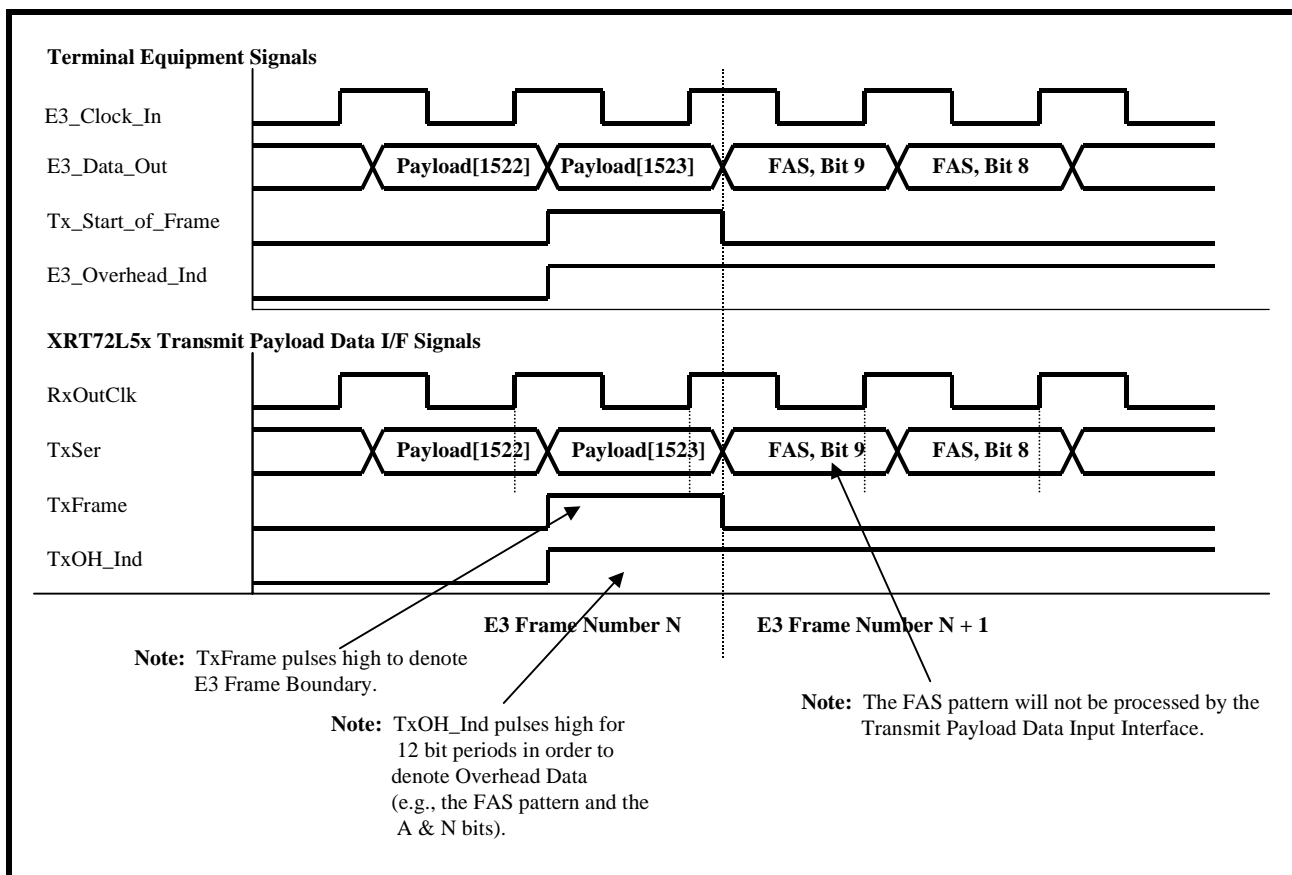 Terminal Equipment Signals
E3_Clock_In
E3_Data_Out
Payload[1522] Payload[1523] FAS, Bit 9 FAS, Bit 8
Tx_Start_of_Frame
E3_Overhead_Ind
XRT72L5x Transmit Payload Data I/F Signals
RxOutClk
TxSer
Payload[1522] Payload[1523] FAS, Bit 9 FAS, Bit 8
TxFrame
TxOH_Ind
E3 Frame Number N E3 Frame Number N + 1
Note: TxFrame pulses high to denote
E3 Frame Boundary.
Note: TxOH_Ind pulses high for
12 bit periods in order to
denote Overhead Data
(e.g., the FAS pattern and the
A & N bits).
Note: The FAS pattern will not be processed by the
Transmit Payload Data Input Interface.